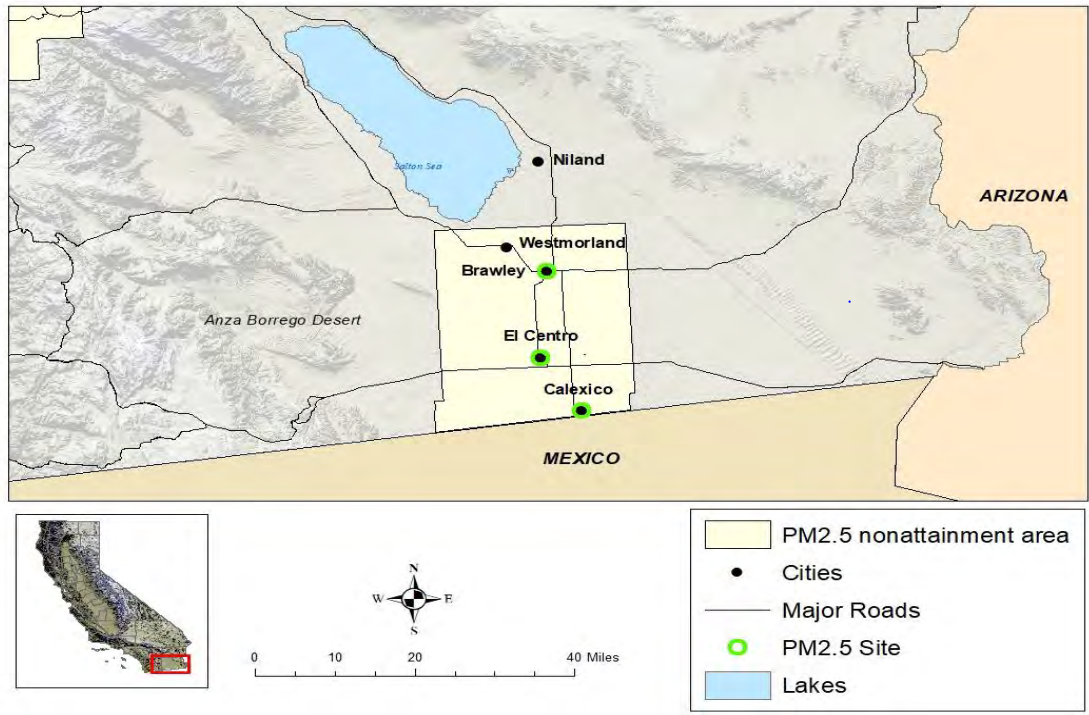 Salton Sea
Niland
ARIZONA
Westmorland
Brawley
Anza Borrego Desert
El Centro
Calexico
MEXICO
PM2.5 nonattainment area
Cities
Major Roads
PM2.5 Site
Lakes
N
W E
S
0 10 20 40 Miles